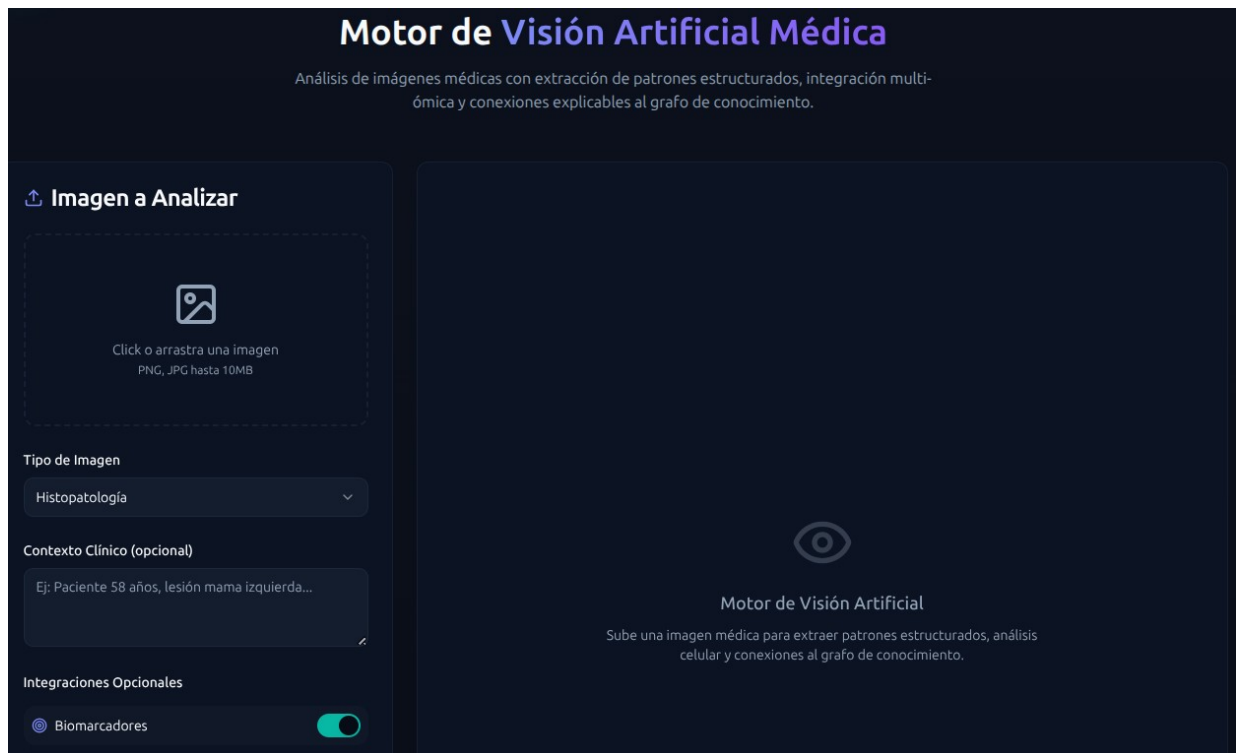 Motor de Visión Artificial Médica
Análisis de imágenes médicas con extracción de patrones estructurados, integración multi-
ómica y conexiones explicables al grafo de conocimiento.
Imagen a Analizar
Click o arrastra una imagen
PNG, JPG hasta 10MB
Tipo de Imagen
Histopatología
Contexto Clínico (opcional)
Ej: Paciente 58 años, lesión mama izquierda...
Integraciones Opcionales
Biomarcadores
Motor de Visión Artificial
Sube una imagen médica para extraer patrones estructurados, análisis
celular y conexiones al grafo de conocimiento.